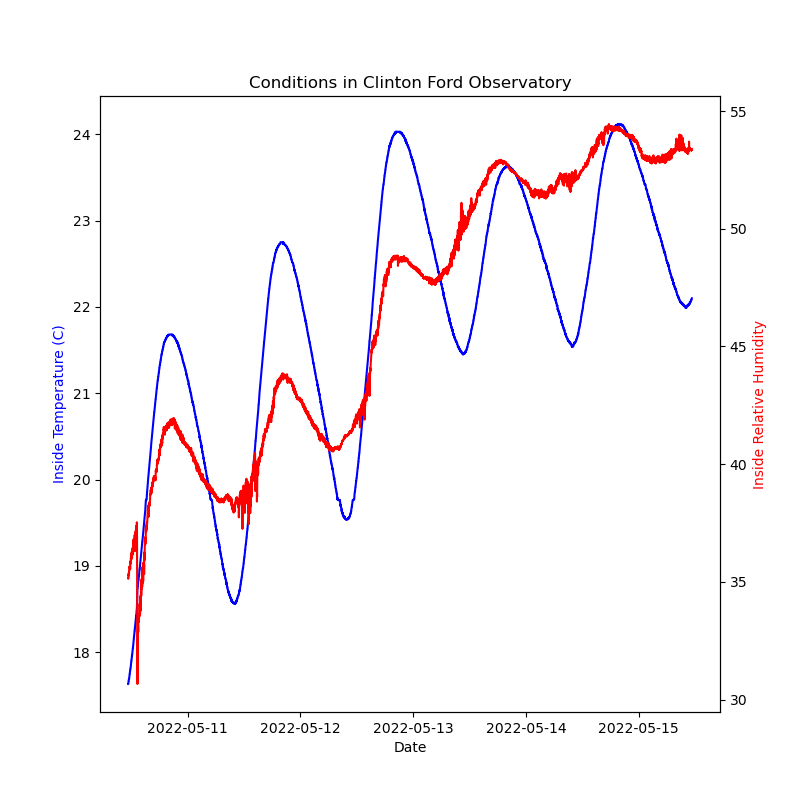 Conditions in Clinton Ford Observatory
Inside Temperature (C)
24
23
22
21
20
19
18
55
50
45
40
35
30
Inside Relative Humidity
2022-05-11 2022-05-12 2022-05-13 2022-05-14 2022-05-15
Date